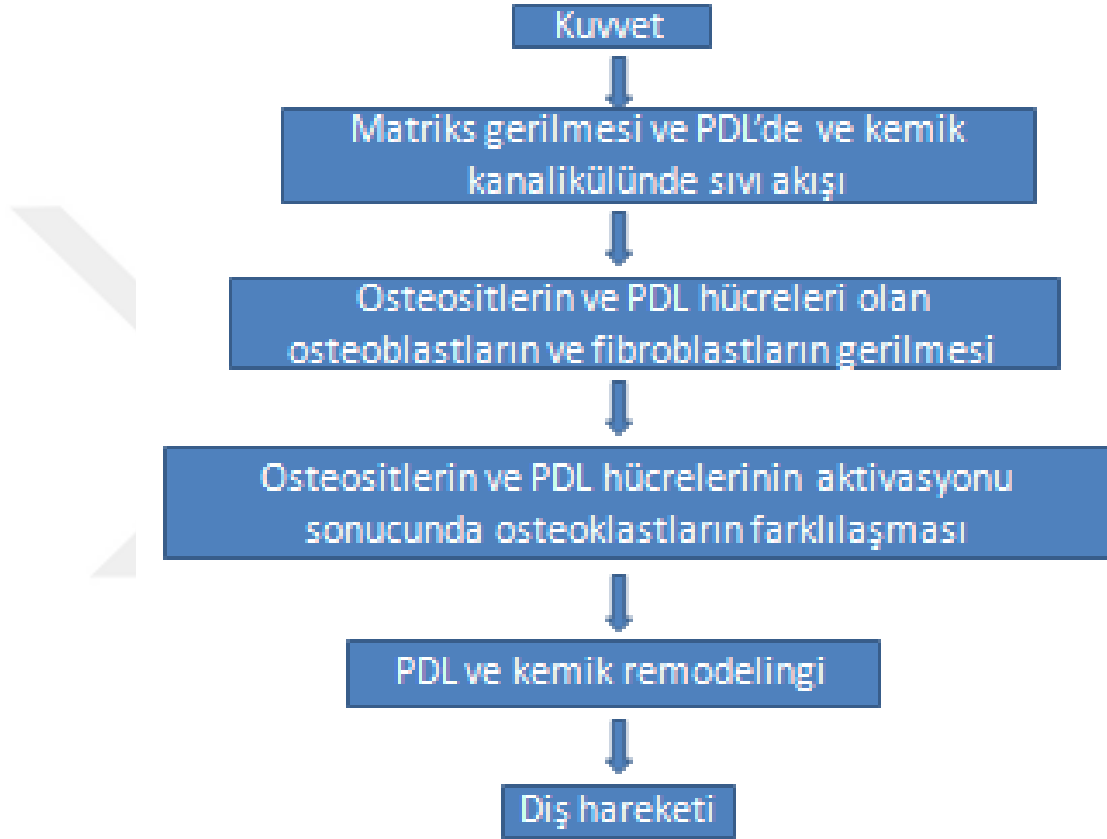 Kuvvet
Matriks gerilmesi ve PDL’de ve kemik
kanalikülünde sıvı akışı
Osteositlerin ve PDL hücreleri olan
osteoblastların ve fibroblastların gerilmesi
Osteositlerin ve PDL hücrelerinin aktivasyonu
sonucunda osteoklastların farklılaşması
PDL ve kemik remodelingi
Diş hareketi